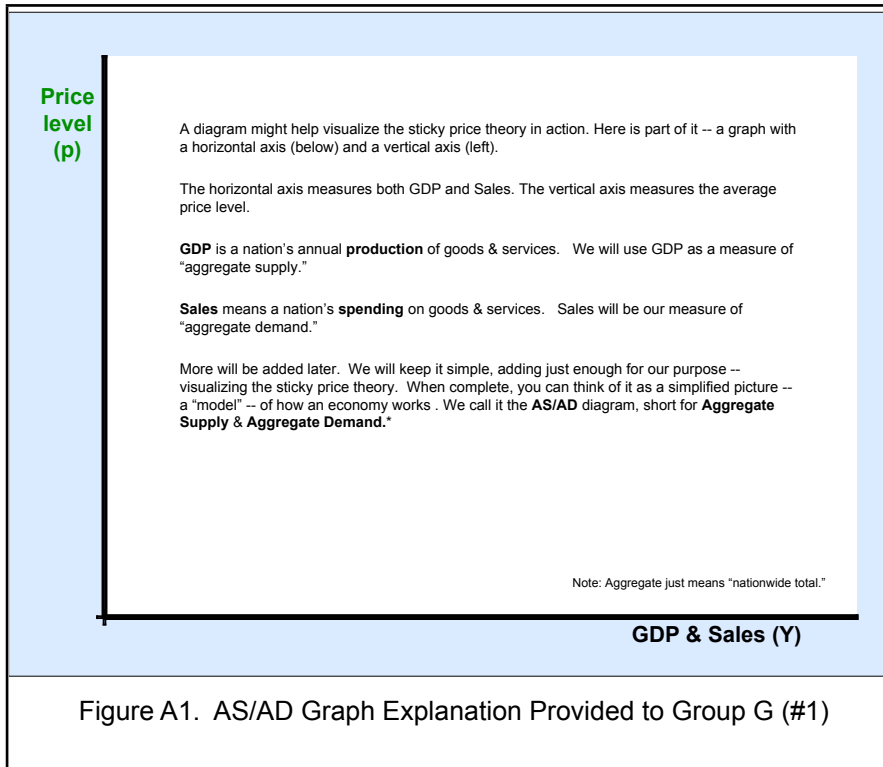 Price
level
(p)
A diagram might help visualize the sticky price theory in action. Here is part of it -- a graph with
a horizontal axis (below) and a vertical axis (left).
The horizontal axis measures both GDP and Sales. The vertical axis measures the average
price level.
GDP is a nation’s annual production of goods & services.   We will use GDP as a measure of
“aggregate supply.”
Sales means a nation’s spending on goods & services.   Sales will be our measure of
“aggregate demand.”
More will be added later.  We will keep it simple, adding just enough for our purpose --
visualizing the sticky price theory.  When complete, you can think of it as a simplified picture --
a “model” -- of how an economy works . We call it the AS/AD diagram, short for Aggregate
Supply & Aggregate Demand.*
Note: Aggregate just means “nationwide total.”
GDP & Sales (Y)
Figure A1.  AS/AD Graph Explanation Provided to Group G (#1)